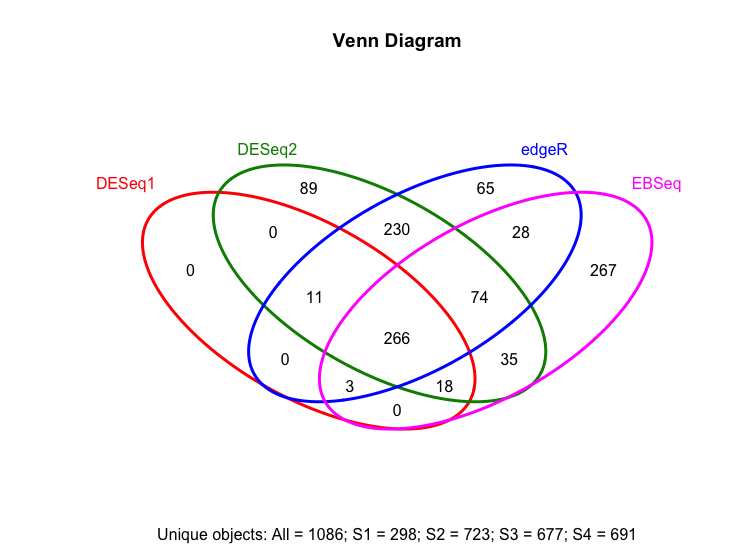 Venn Diagram
DESeq2
edgeR
DESeq1
EBSeq
89
65
0
230
28
0
267
11
74
266
0
35
3
18
0
Unique objects: All = 1086; S1 = 298; S2 = 723; S3 = 677; S4 = 691